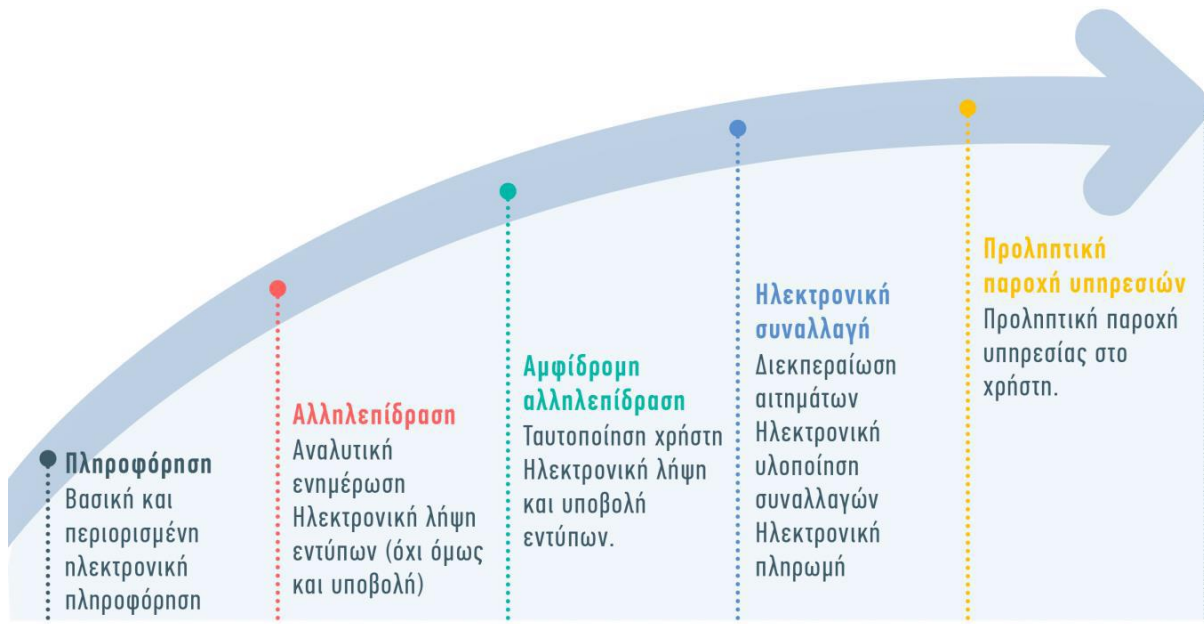 Πληροφόρηση
Βασική και
περιορισμένη
ηλεκτρονική
πληροφόρηση
Αλληλεπίδραση
Αναλυτική
ενημέρωση
Ηλεκτρονική λήψη
εντύπων (όχι όμως
και υποβολή)
Αμφίδρομη
αλληλεπίδραση
Ταυτοποίηση χρήστη
Ηλεκτρονική λήψη
και υποβολή
εντύπων.
Ηλεκτρονική
συναλλαγή
Διεκπεραίωση
αιτημάτων
Ηλεκτρονική
υλοποίηση
συναλλαγών
Ηλεκτρονική
πληρωμή
Προληπτική
παροχή υπηρεσιών
Προληπτική παροχή
υπηρεσίας στο
χρήστη.